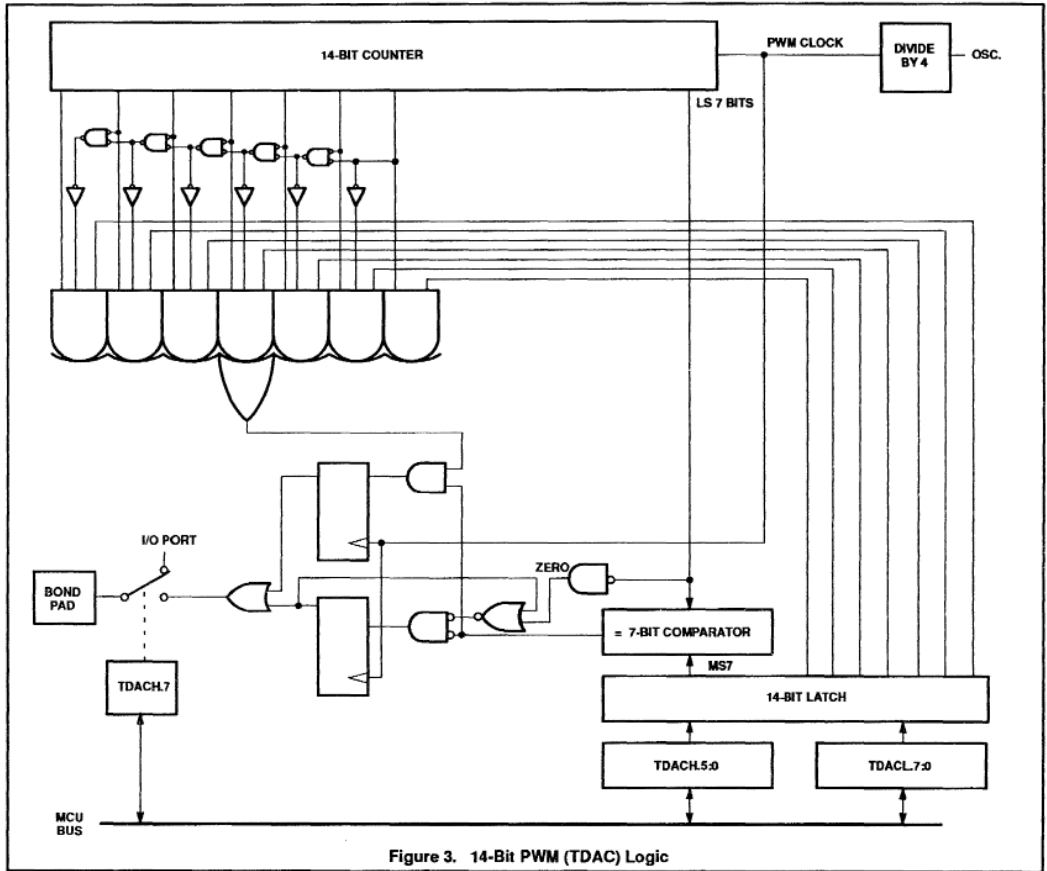 14-BIT COUNTER
PWM CLOCK
DIVIDE
BY 4
OSC.
LS 7 BITS
I/O PORT
ZERO
BOND
PAD
= 7-BIT COMPARATOR
MS7
TDACH.7
14-BIT LATCH
TDACH.5:0
TDACL.7:0
MCU
BUS
Figure 3. 14-Bit PWM (TDAC) Logic